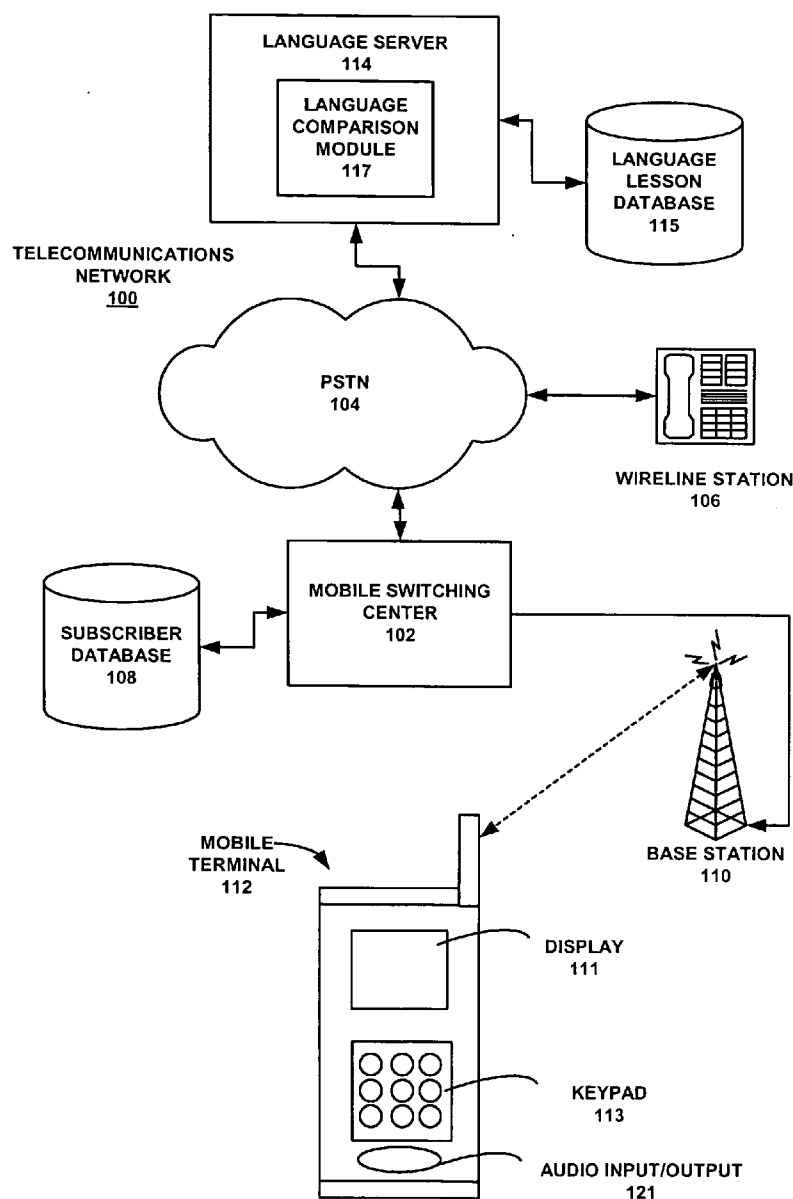 LANGUAGE SERVER
114
LANGUAGE
COMPARISON
MODULE
117
LANGUAGE
LESSON
DATABASE
115
TELECOMMUNICATIONS
NETWORK
100
PSTN
104
WIRELINE STATION
106
MOBILE SWITCHING
CENTER
102
SUBSCRIBER
DATABASE
108
BASE STATION
110
MOBILE
TERMINAL
112
DISPLAY
111
KEYPAD
113
AUDIO INPUT/OUTPUT
121